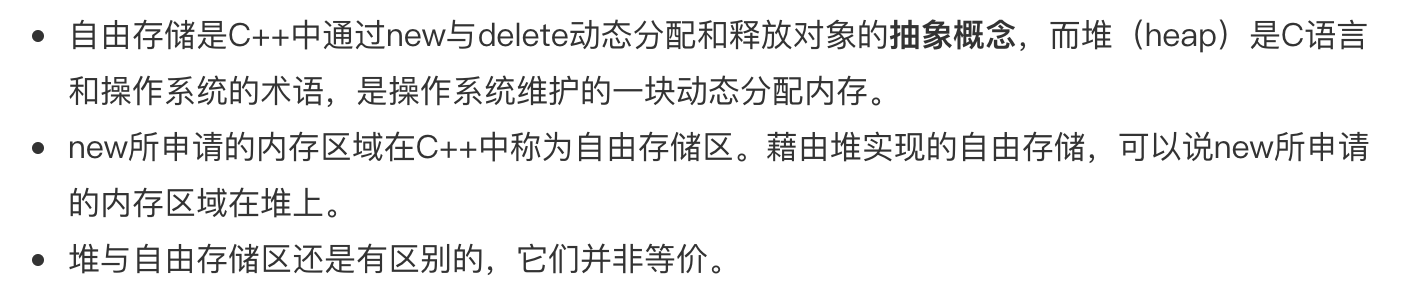 • 自由存储是C++中通过new与delete动态分配和释放对象的抽象概念，而堆（heap）是C语言
和操作系统的术语，是操作系统维护的一块动态分配内存。
• new所申请的内存区域在C++中称为自由存储区。藉由堆实现的自由存储，可以说new所申请
的内存区域在堆上。
• 堆与自由存储区还是有区别的，它们并非等价。